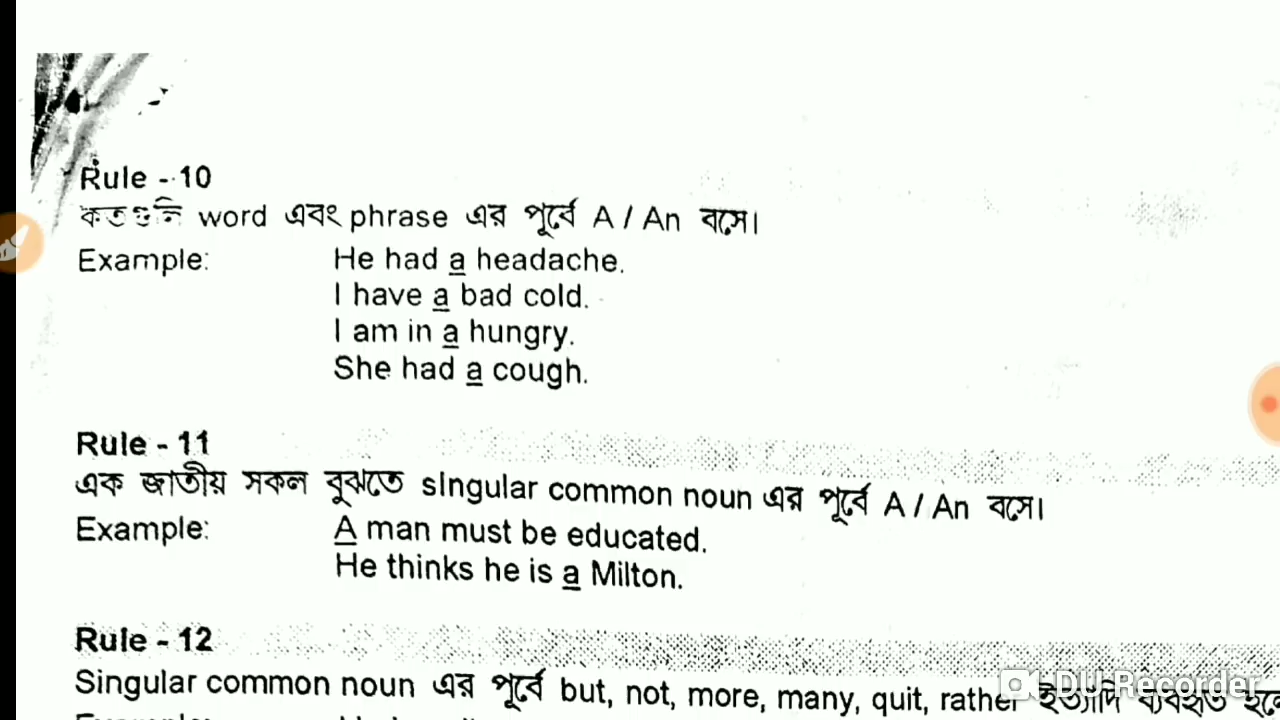 Rule - 10
কতগুলি word এবং phrase এর পূর্বে A / An বসে।
Example: He had a headache.
I have a bad cold.
I am in a hungry.
She had a cough.
Rule - 11
এক জাতীয় সকল বুঝতে singular common noun এর পূর্বে A / An বসে।
Example: A man must be educated.
He thinks he is a Milton.
Rule - 12
Singular common noun এর পূর্বে but, not, more, many, quit, rather ইত্যাদি ব্যবহৃত হলে
DU Recorder